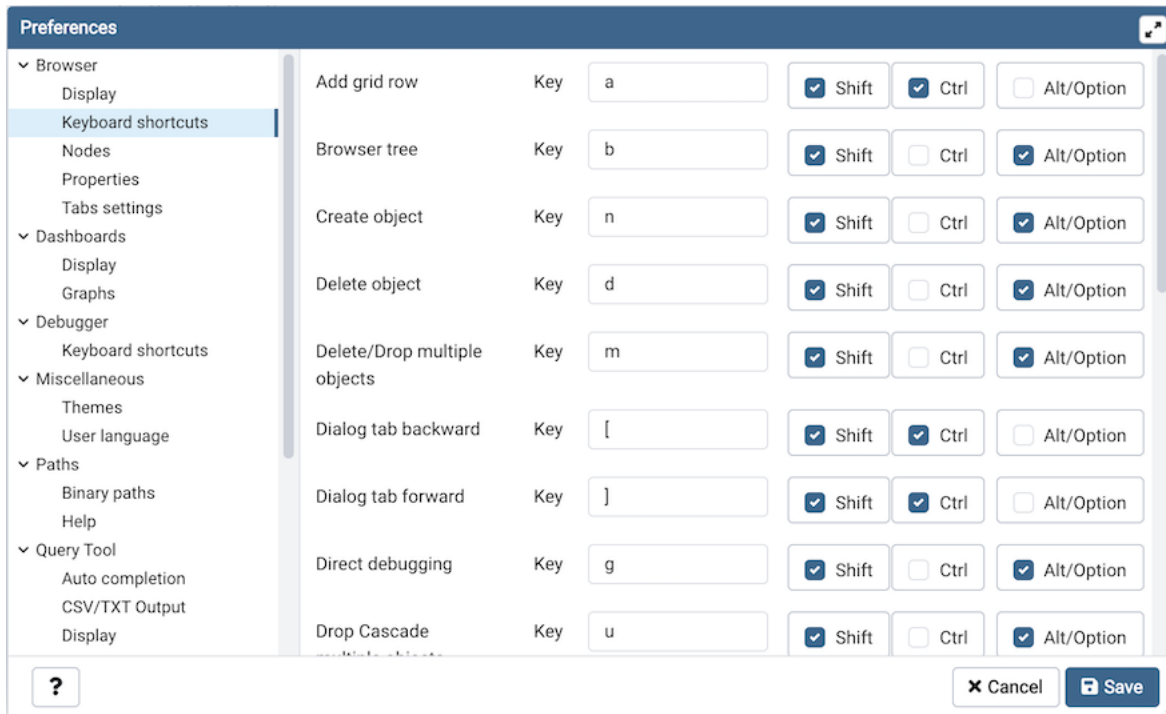 Preferences
Browser
Display
Keyboard shortcuts
Nodes
Properties
Tabs settings
Dashboards
Display
Graphs
Debugger
Keyboard shortcuts
Miscellaneous
Themes
User language
Paths
Binary paths
Help
Query Tool
Auto completion
CSV/TXT Output
Display
Add grid row Key a Shift Ctrl Alt/Option
Browser tree Key b Shift Ctrl Alt/Option
Create object Key n Shift Ctrl Alt/Option
Delete object Key d Shift Ctrl Alt/Option
Delete/Drop multiple Key m Shift Ctrl Alt/Option
objects
Dialog tab backward Key [ Shift Ctrl Alt/Option
Dialog tab forward Key ] Shift Ctrl Alt/Option
Direct debugging Key g Shift Ctrl Alt/Option
Drop Cascade Key u Shift Ctrl Alt/Option
? Cancel Save